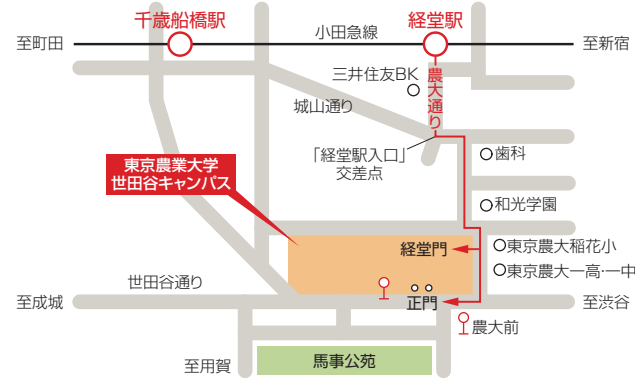 千歳船橋駅
経堂駅
小田急線
至町田
至新宿
三井住友BK
農大通り
城山通り
「経堂駅入口」
交差点
歯科
東京農業大学
世田谷キャンパス
和光学園
経堂門
東京農大稲花小
東京農大一高・一中
世田谷通り
至成城
正門
至渋谷
農大前
馬事公苑
至用賀